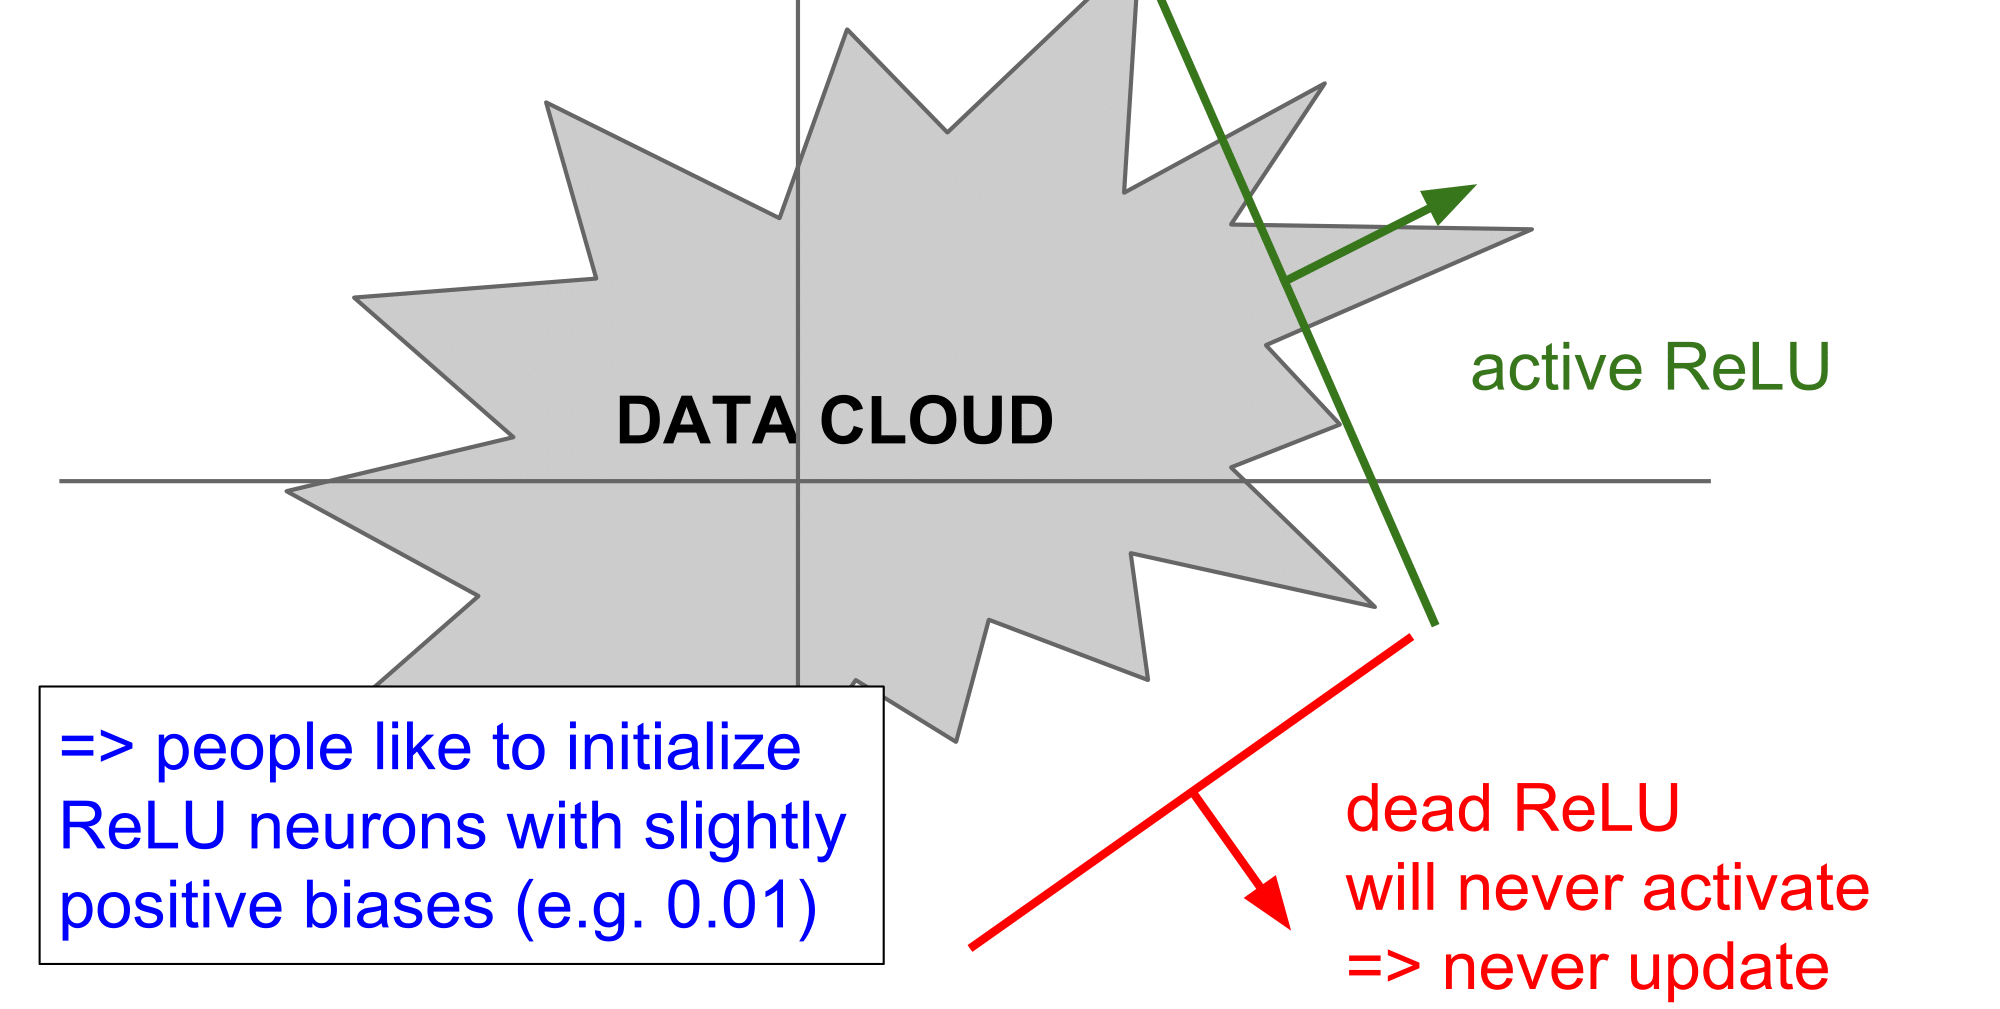 active ReLU
DATA CLOUD
=> people like to initialize
ReLU neurons with slightly
positive biases (e.g. 0.01)
dead ReLU
will never activate
=> never update